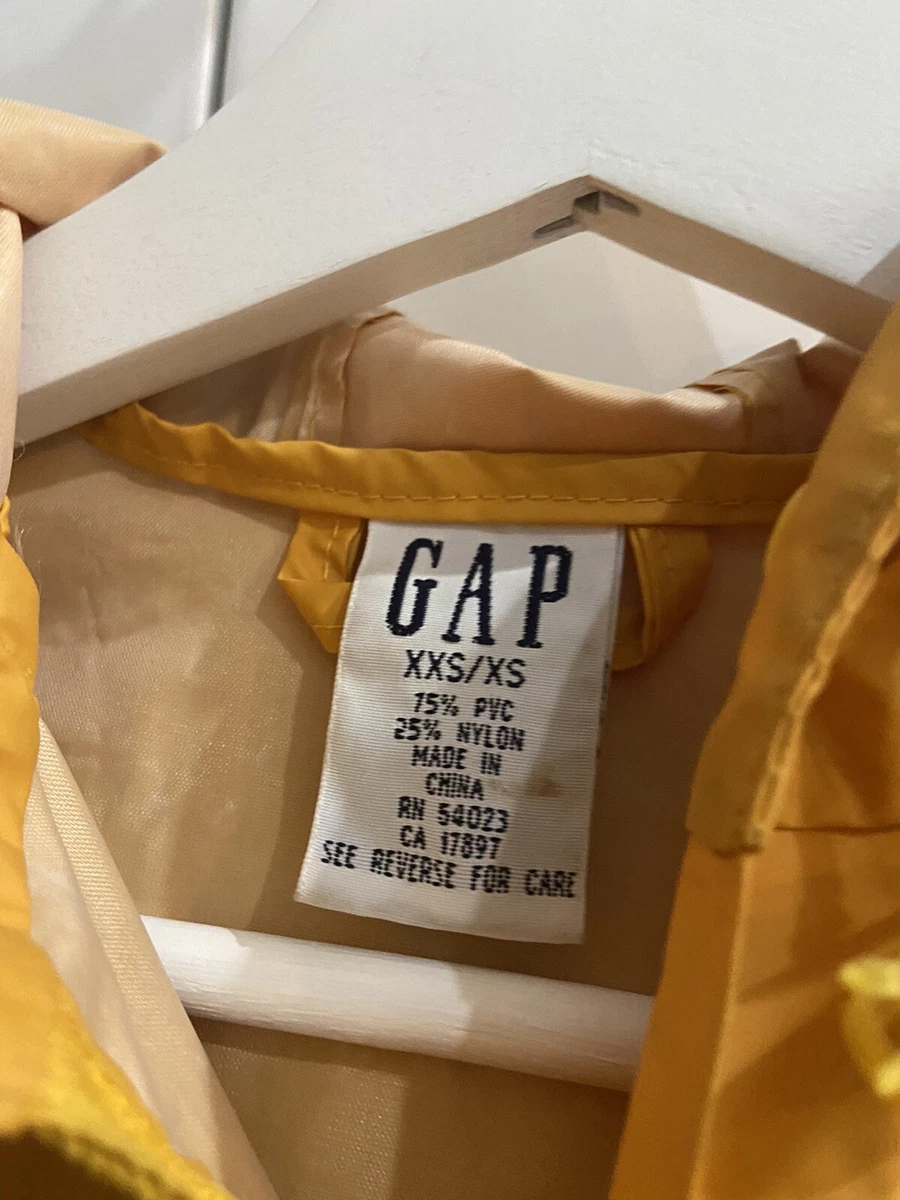 GAP
XXS/XS
75% PVC
25% NYLON
MADE IN
CHINA
RN 54023
CA 17897
SEE REVERSE FOR CARE